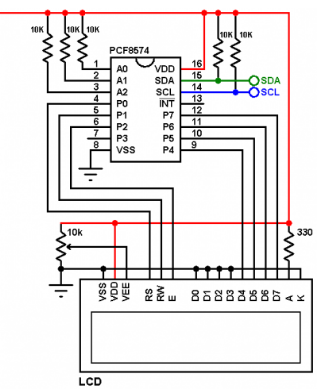 10K 10K 10K 10K 10K
PCF8574
1 A0 VDD 16
2 A1 SDA 15 SDA
3 A2 SCL 14 SCL
4 P0 INT 13
5 P1 P7 12
6 P2 P6 11
7 P3 P5 10
8 VSS P4 9
10k 330
VSS VDD VEE RS RW E D0 D1 D2 D3 D4 D5 D6 D7 A K
LCD